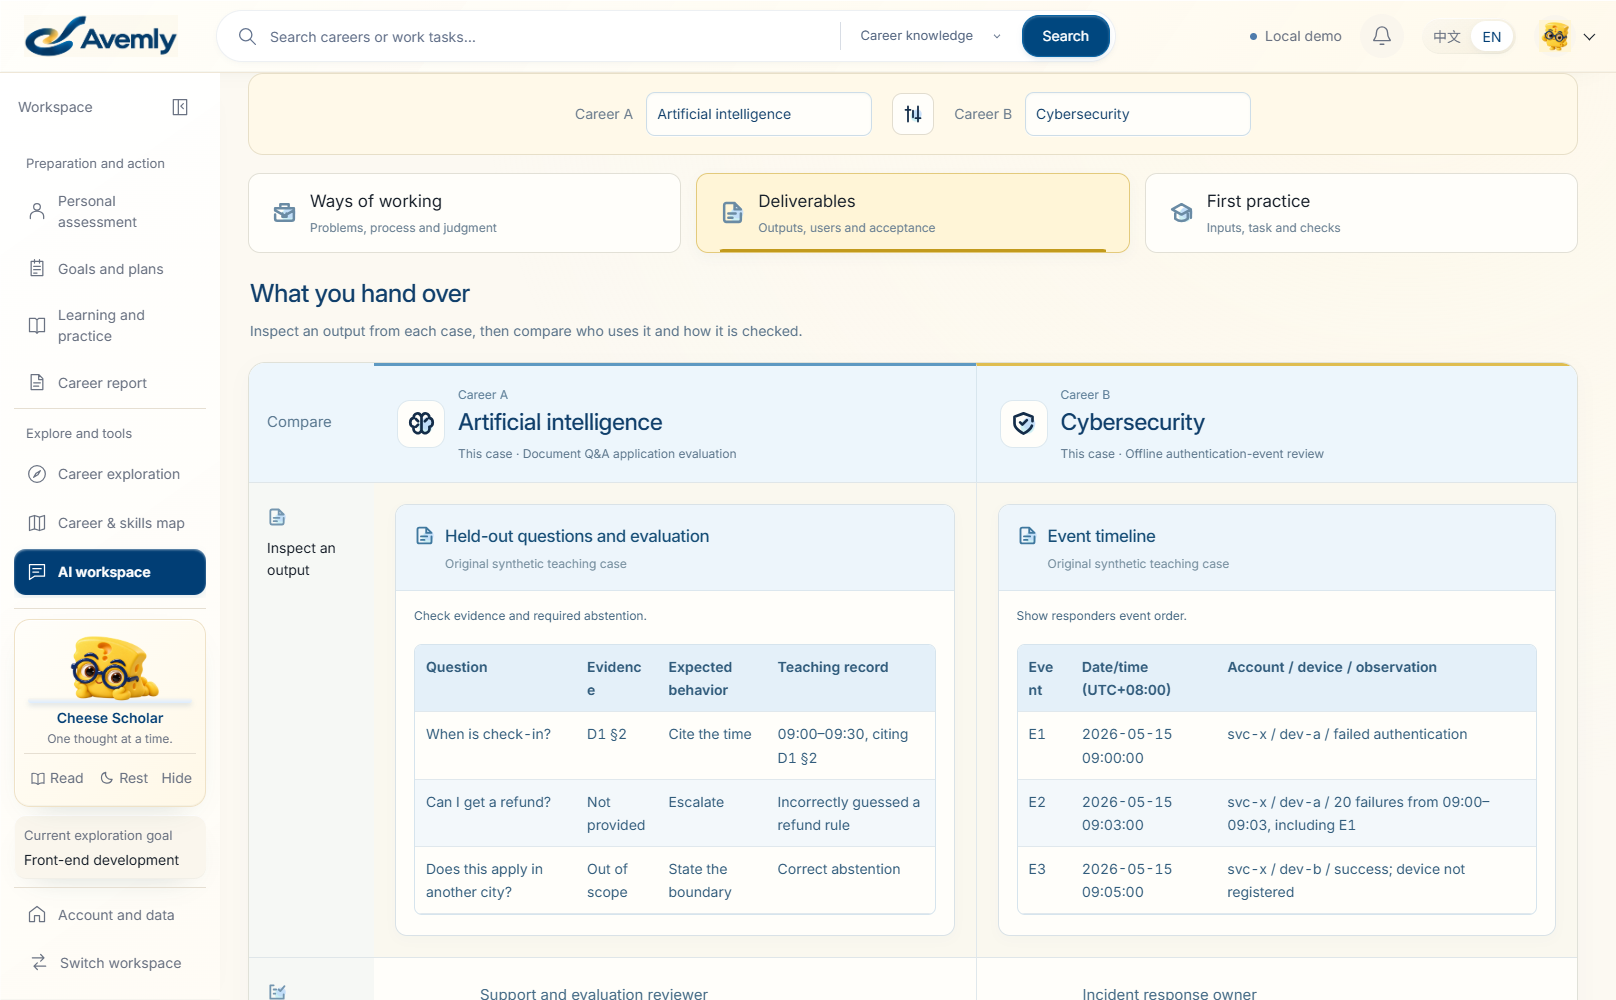 Avemly
Search careers or work tasks...
Career knowledge
Search
Local demo
中文
EN
Workspace
Preparation and action
Personal
assessment
Goals and plans
Learning and
practice
Career report
Explore and tools
Career exploration
Career & skills map
AI workspace
Cheese Scholar
One thought at a time.
Read
Rest
Hide
Current exploration goal
Front-end development
Account and data
Switch workspace
Career A
Artificial intelligence
Career B
Cybersecurity
Ways of working
Problems, process and judgment
Deliverables
Outputs, users and acceptance
First practice
Inputs, task and checks
What you hand over
Inspect an output from each case, then compare who uses it and how it is checked.
Compare
Career A
Artificial intelligence
This case · Document Q&A application evaluation
Career B
Cybersecurity
This case · Offline authentication-event review
Inspect an
output
Held-out questions and evaluation
Original synthetic teaching case
Check evidence and required abstention.
Question
Evidenc
e
Expected
behavior
Teaching record
When is check-in?
D1 §2
Cite the time
09:00–09:30, citing
D1 §2
Can I get a refund?
Not
provided
Escalate
Incorrectly guessed a
refund rule
Does this apply in
another city?
Out of
scope
State the
boundary
Correct abstention
Event timeline
Original synthetic teaching case
Show responders event order.
Eve
nt
Date/time
(UTC+08:00)
Account / device / observation
E1
2026-05-15
09:00:00
svc-x / dev-a / failed authentication
E2
2026-05-15
09:03:00
svc-x / dev-a / 20 failures from 09:00–
09:03, including E1
E3
2026-05-15
09:05:00
svc-x / dev-b / success; device not
registered
Support and evaluation reviewer
Incident response owner